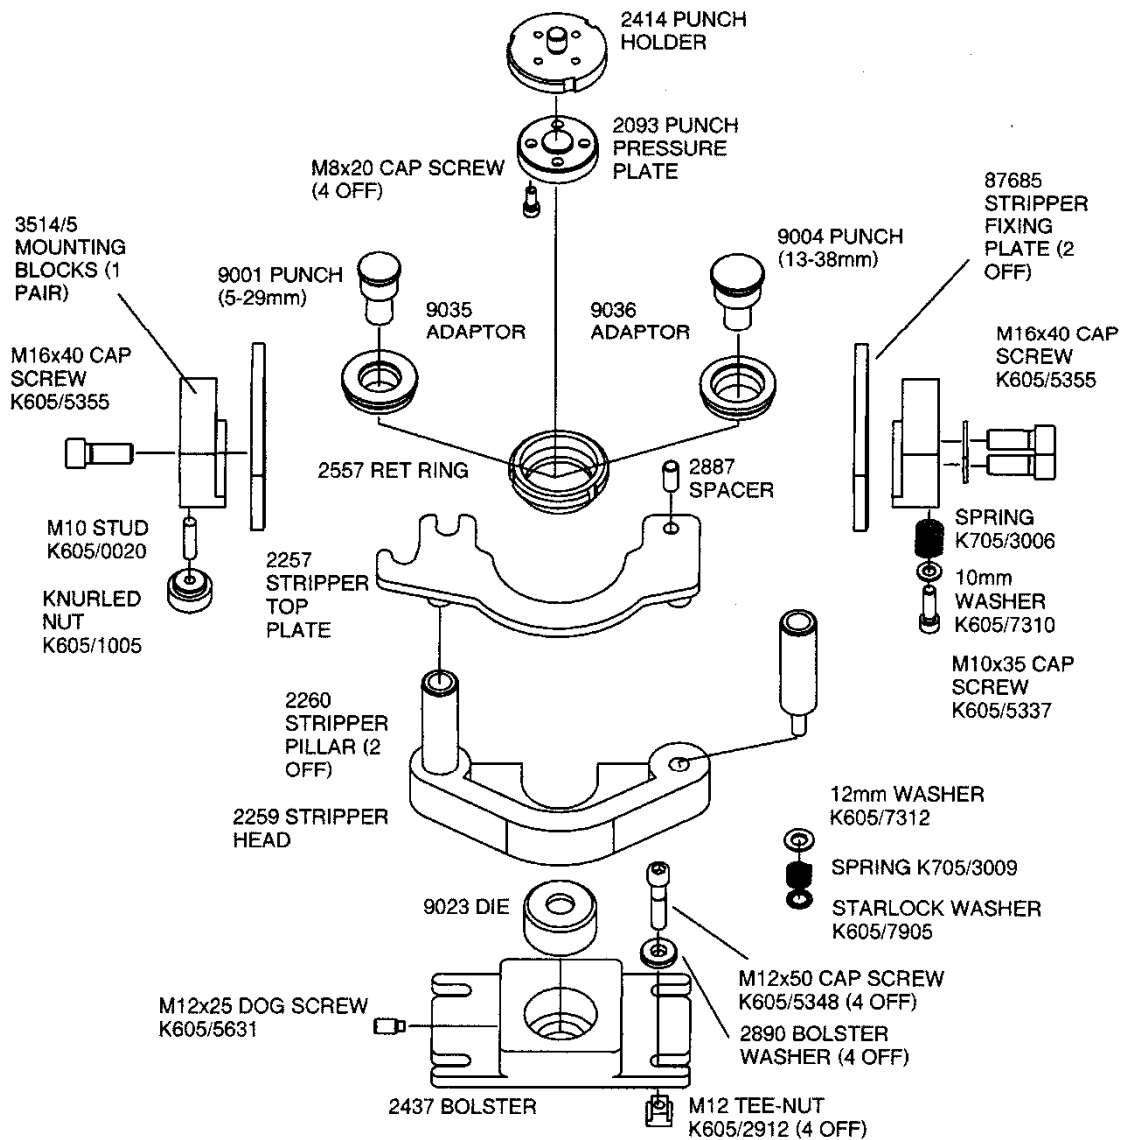 2414 PUNCH
HOLDER
2093 PUNCH
PRESSURE
PLATE
M8x20 CAP SCREW
(4 OFF)
87685
STRIPPER
FIXING
PLATE (2
OFF)
3514/5
MOUNTING
BLOCKS (1
PAIR)
9001 PUNCH
(5-29mm)
9004 PUNCH
(13-38mm)
9035
ADAPTOR
9036
ADAPTOR
M16x40 CAP
SCREW
K605/5355
M16x40 CAP
SCREW
K605/5355
2557 RET RING
2887
SPACER
M10 STUD
K605/0020
SPRING
K705/3006
2257
STRIPPER
TOP
PLATE
KNURLED
NUT
K605/1005
10mm
WASHER
K605/7310
M10x35 CAP
SCREW
K605/5337
2260
STRIPPER
PILLAR (2
OFF)
2259 STRIPPER
HEAD
12mm WASHER
K605/7312
SPRING K705/3009
STARLOCK WASHER
K605/7905
9023 DIE
M12x50 CAP SCREW
K605/5348 (4 OFF)
M12x25 DOG SCREW
K605/5631
2890 BOLSTER
WASHER (4 OFF)
2437 BOLSTER
M12 TEE-NUT
K605/2912 (4 OFF)